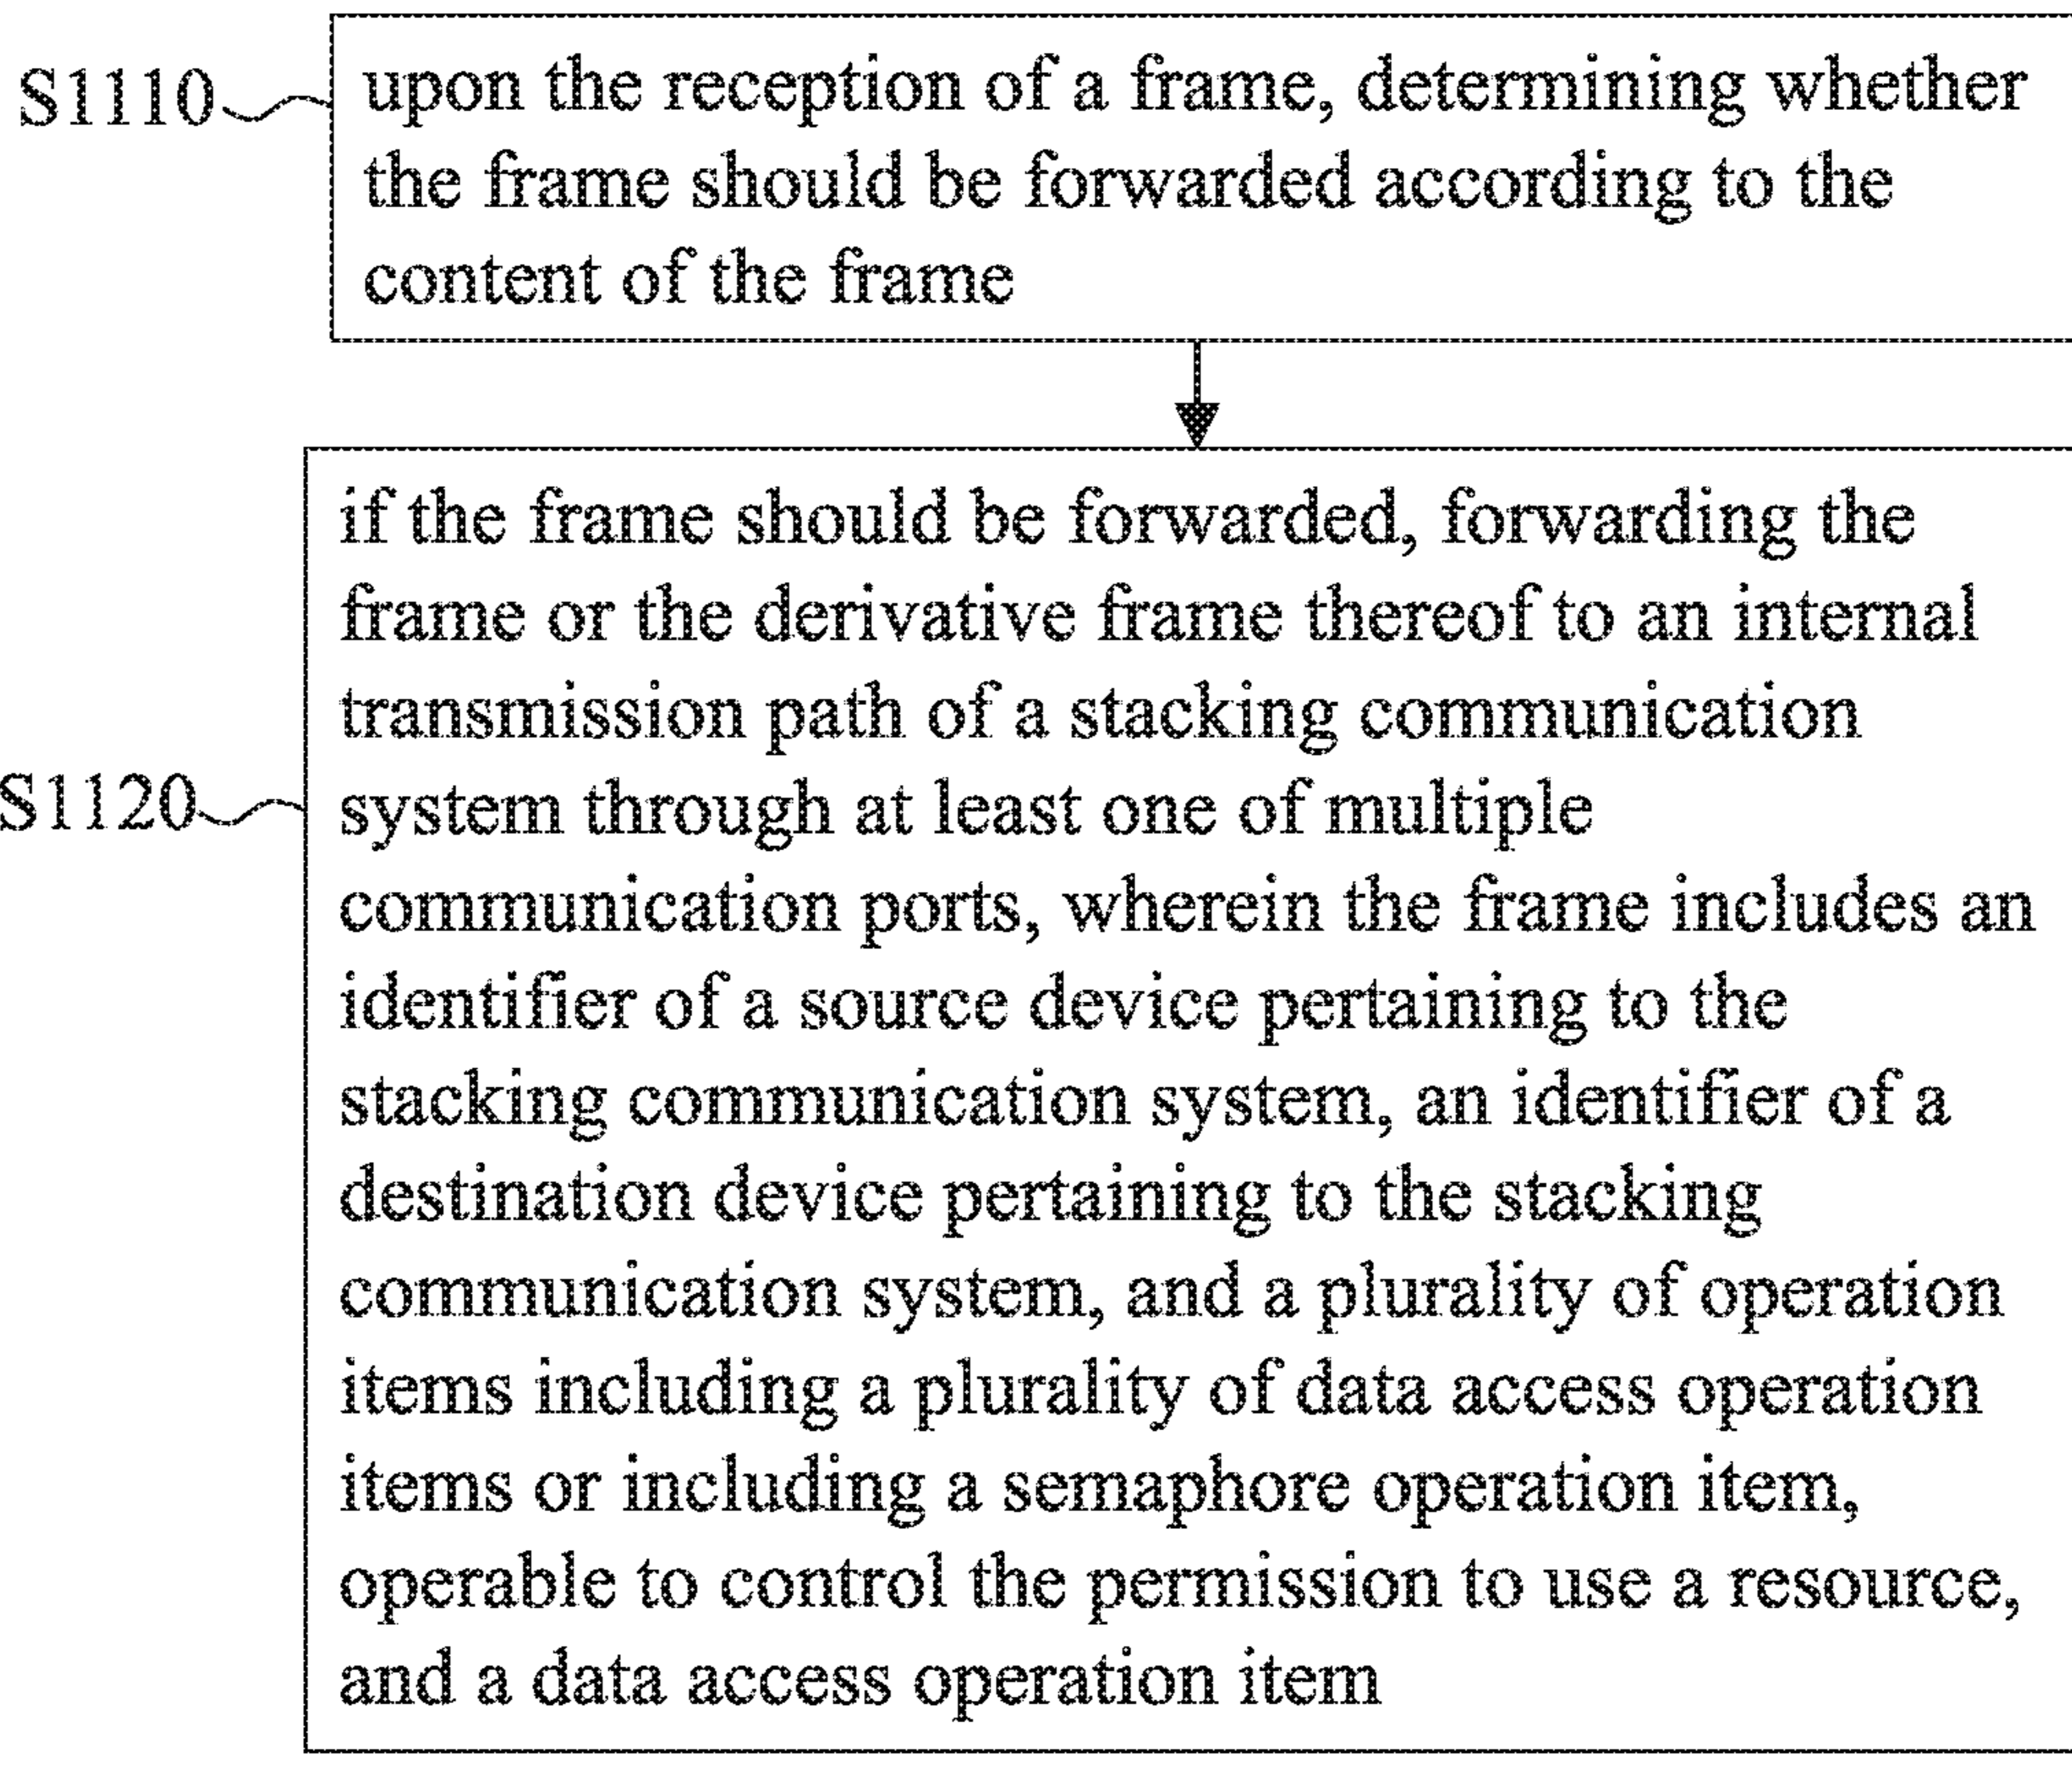 S1110
upon the reception of a frame, determining whether
the frame should be forwarded according to the
content of the frame
if the frame should be forwarded, forwarding the
frame or the derivative frame thereof to an internal
transmission path of a stacking communication
S1120
system through at least one of multiple
communication ports, wherein the frame includes an
identifier of a source device pertaining to the
stacking communication system, an identifier of a
destination device pertaining to the stacking
communication system, and a plurality of operation
items including a plurality of data access operation
items or including a semaphore operation item,
operable to control the permission to use a resource,
and a data access operation item